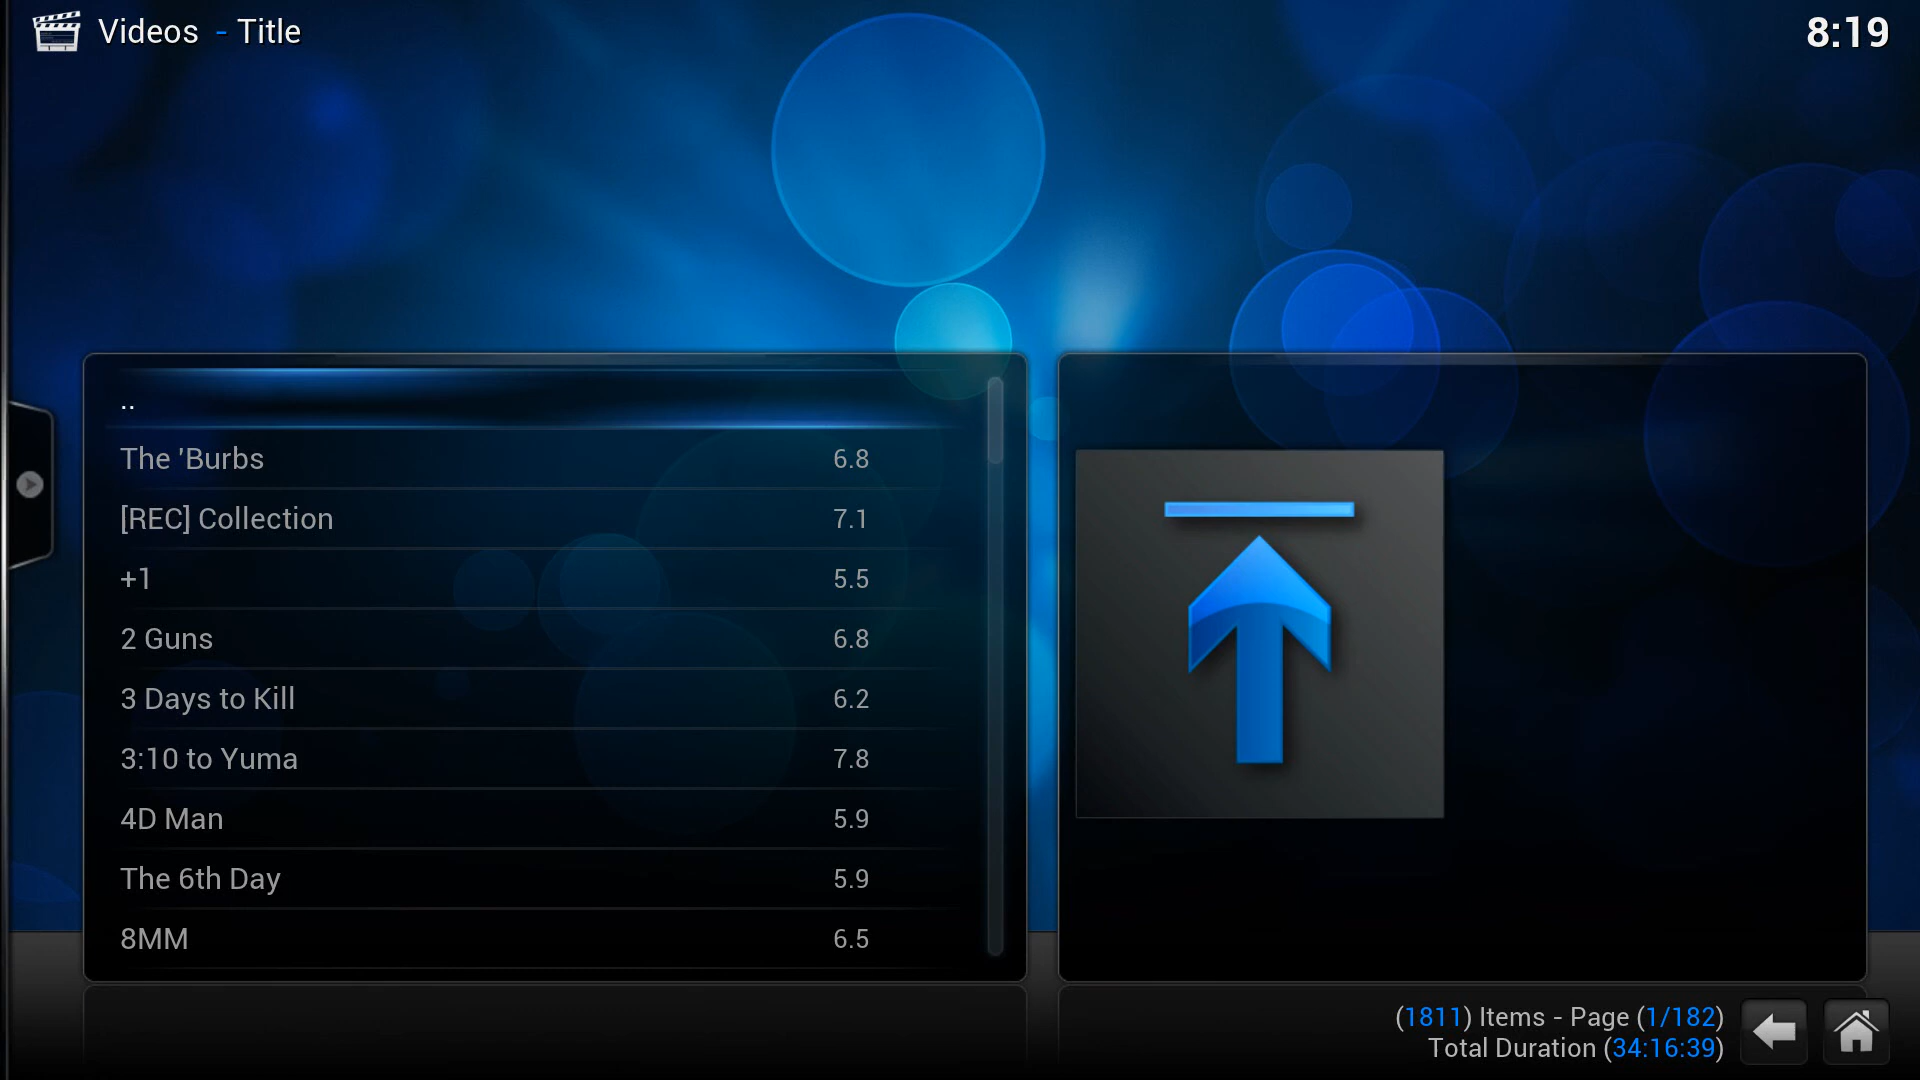 Videos - Title
8:19
..
The 'Burbs 6.8
[REC] Collection 7.1
+1 5.5
2 Guns 6.8
3 Days to Kill 6.2
3:10 to Yuma 7.8
4D Man 5.9
The 6th Day 5.9
8MM 6.5
(1811) Items - Page (1/182)
Total Duration (34:16:39)